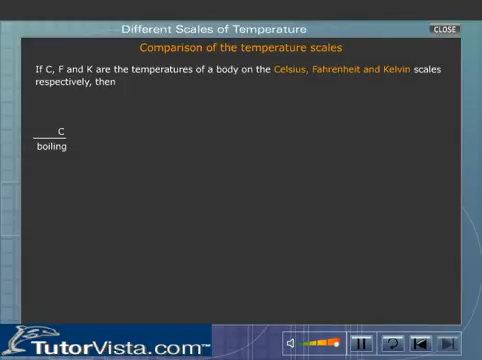 Different Scales of Temperature
CLOSE
Comparison of the temperature scales
If C, F and K are the temperatures of a body on the Celsius, Fahrenheit and Kelvin scales
respectively, then
C
boiling
TutorVista.com™